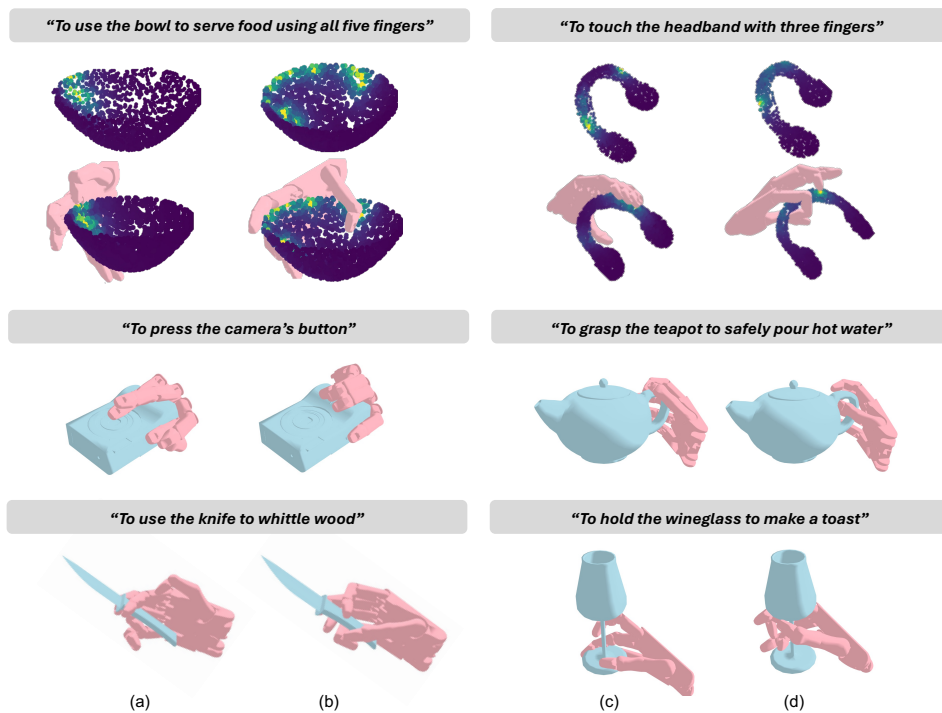 “To use the bowl to serve food using all five fingers”
“To touch the headband with three fingers”
“To press the camera’s button”
“To grasp the teapot to safely pour hot water”
“To use the knife to whittle wood”
“To hold the wineglass to make a toast”
(a) (b) (c) (d)